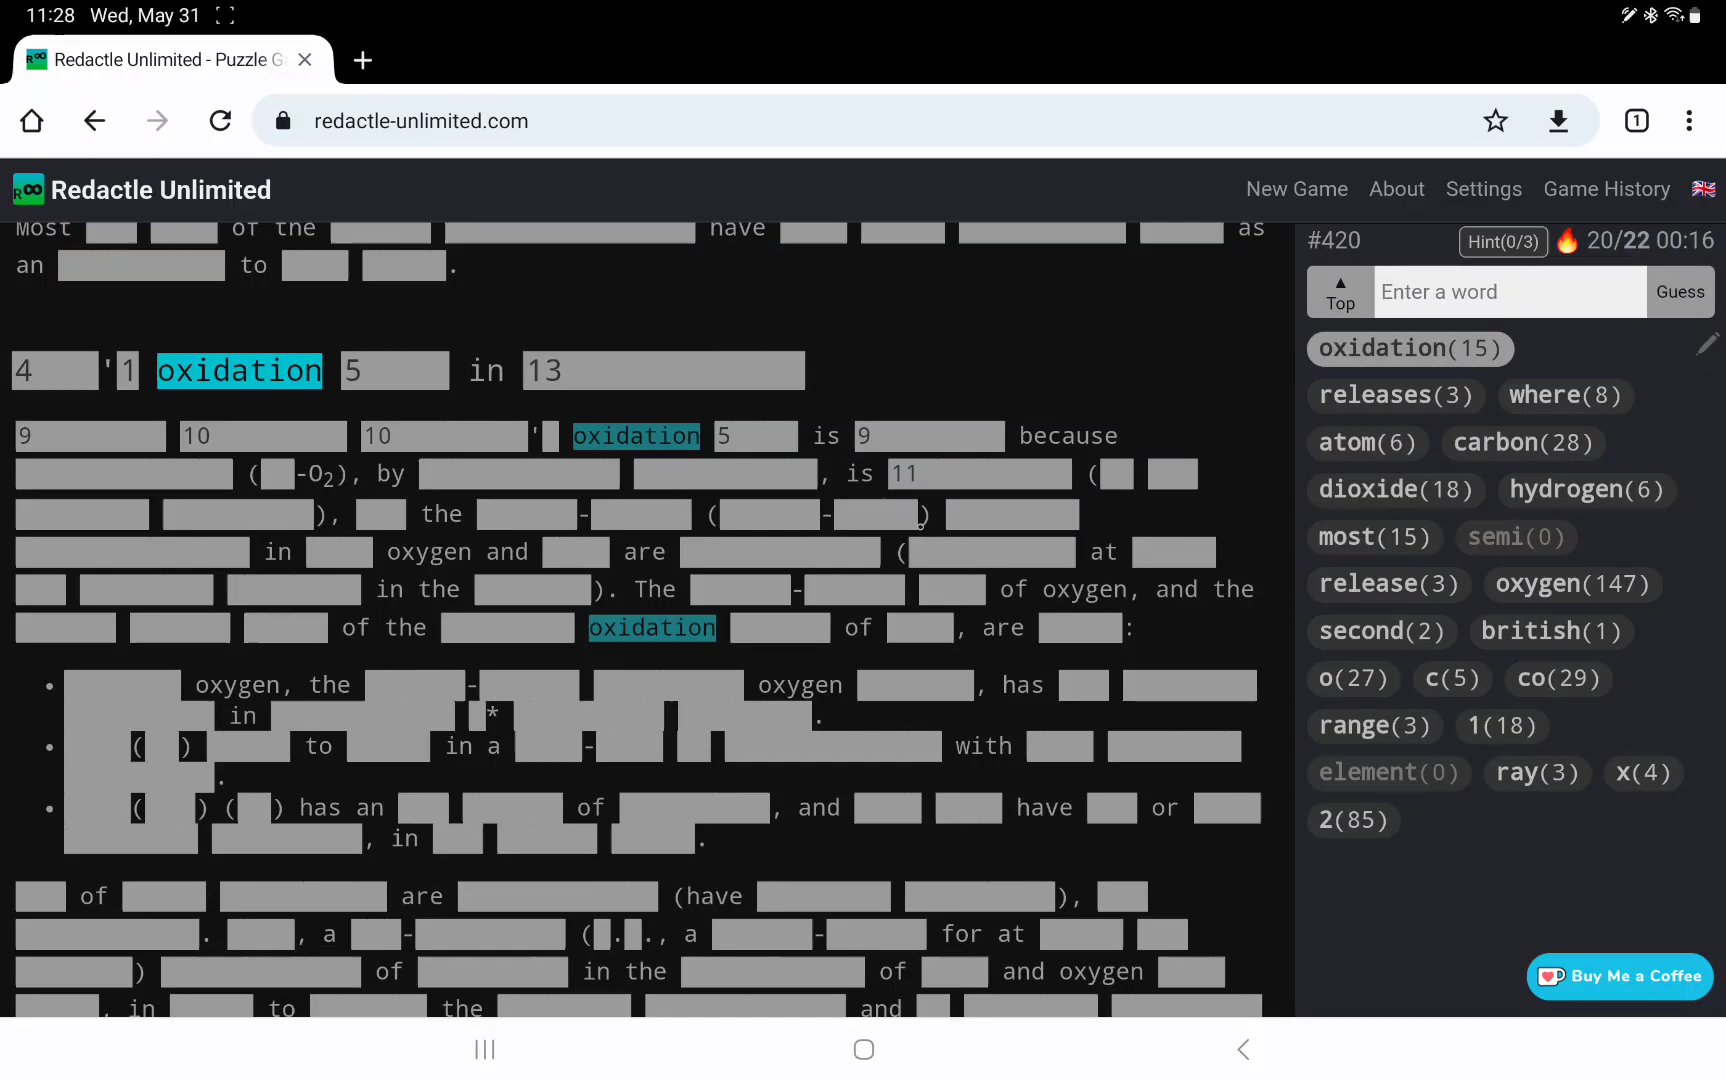 11:28 Wed, May 31
Redactle Unlimited - Puzzle G
redactle-unlimited.com
1
R∞ Redactle Unlimited
New Game About Settings Game History
Most of the have as
an to .
4 '1 oxidation 5 in 13
9 10 10 ' oxidation 5 is 9 because
( -O₂), by , is 11 (
), the - ( - )
in oxygen and are ( at
in the ). The - of oxygen, and the
of the oxidation of , are :
• oxygen, the - oxygen , has
in * .
• ( ) to in a - with
.
• ( ) ( ) has an of , and have or
, in .
of are (have ),
. , a - ( . ., a - for at
) of in the of and oxygen
, in to the and
#420 Hint(0/3) 20/22 00:16
▲
Top Enter a word Guess
oxidation(15)
releases(3) where(8)
atom(6) carbon(28)
dioxide(18) hydrogen(6)
most(15) semi(0)
release(3) oxygen(147)
second(2) british(1)
o(27) c(5) co(29)
range(3) 1(18)
element(0) ray(3) x(4)
2(85)
Buy Me a Coffee